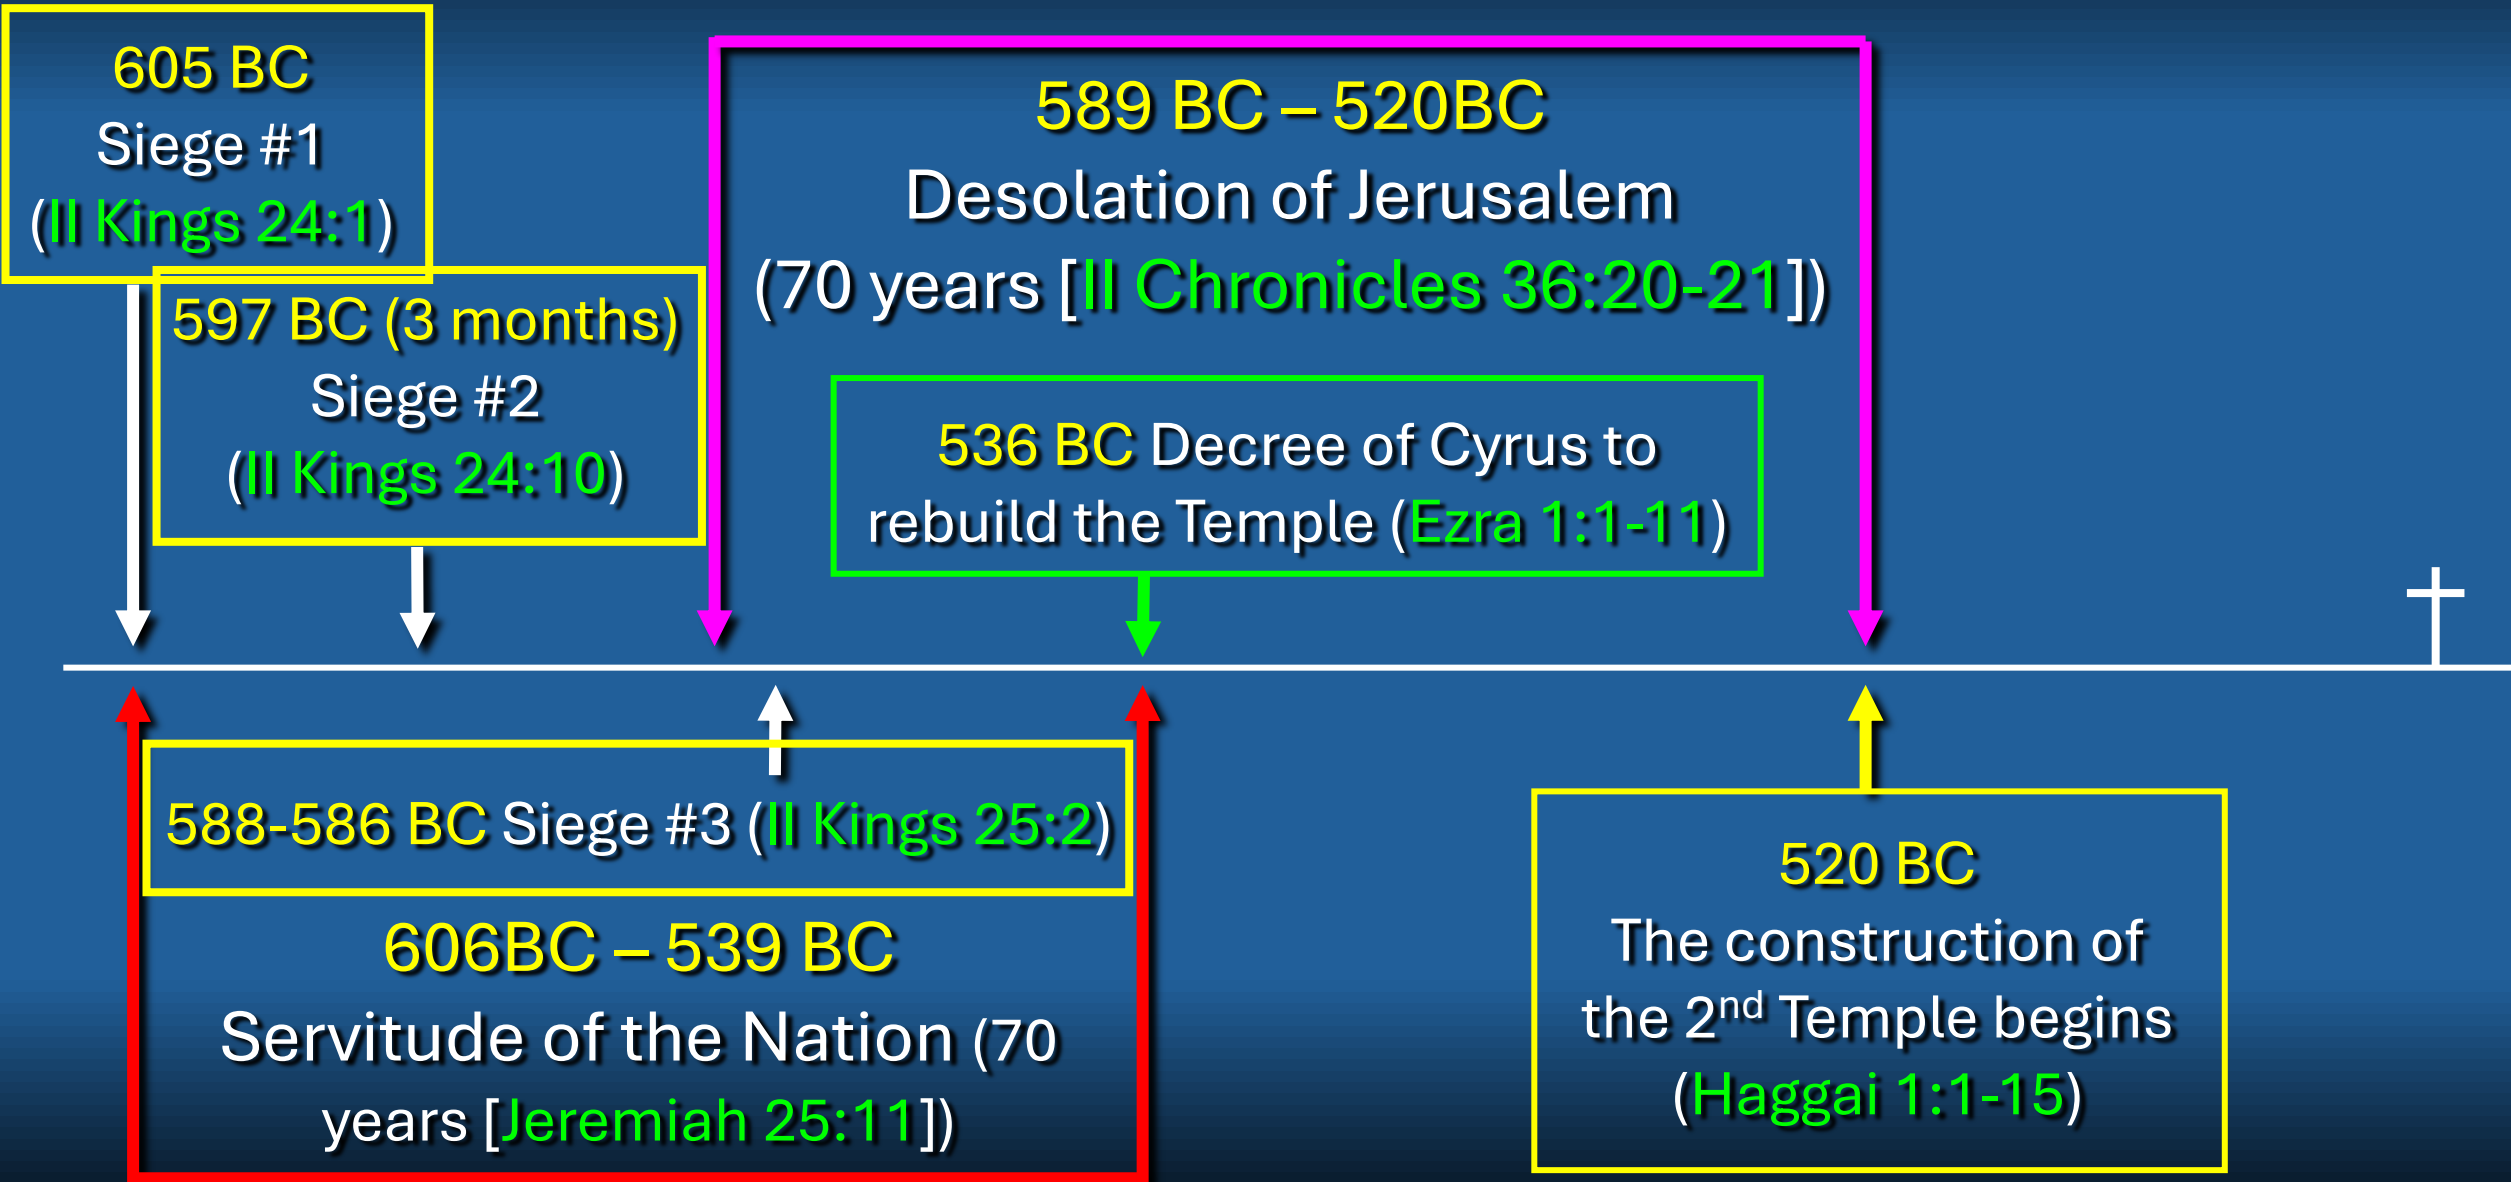 605 BC
Siege #1
(II Kings 24:1)
597 BC (3 months)
Siege #2
(II Kings 24:10)
589 BC – 520BC
Desolation of Jerusalem
(70 years [II Chronicles 36:20-21])
536 BC Decree of Cyrus to
rebuild the Temple (Ezra 1:1-11)
588-586 BC Siege #3 (II Kings 25:2)
606BC – 539 BC
Servitude of the Nation (70
years [Jeremiah 25:11])
520 BC
The construction of
the 2nd Temple begins
(Haggai 1:1-15)